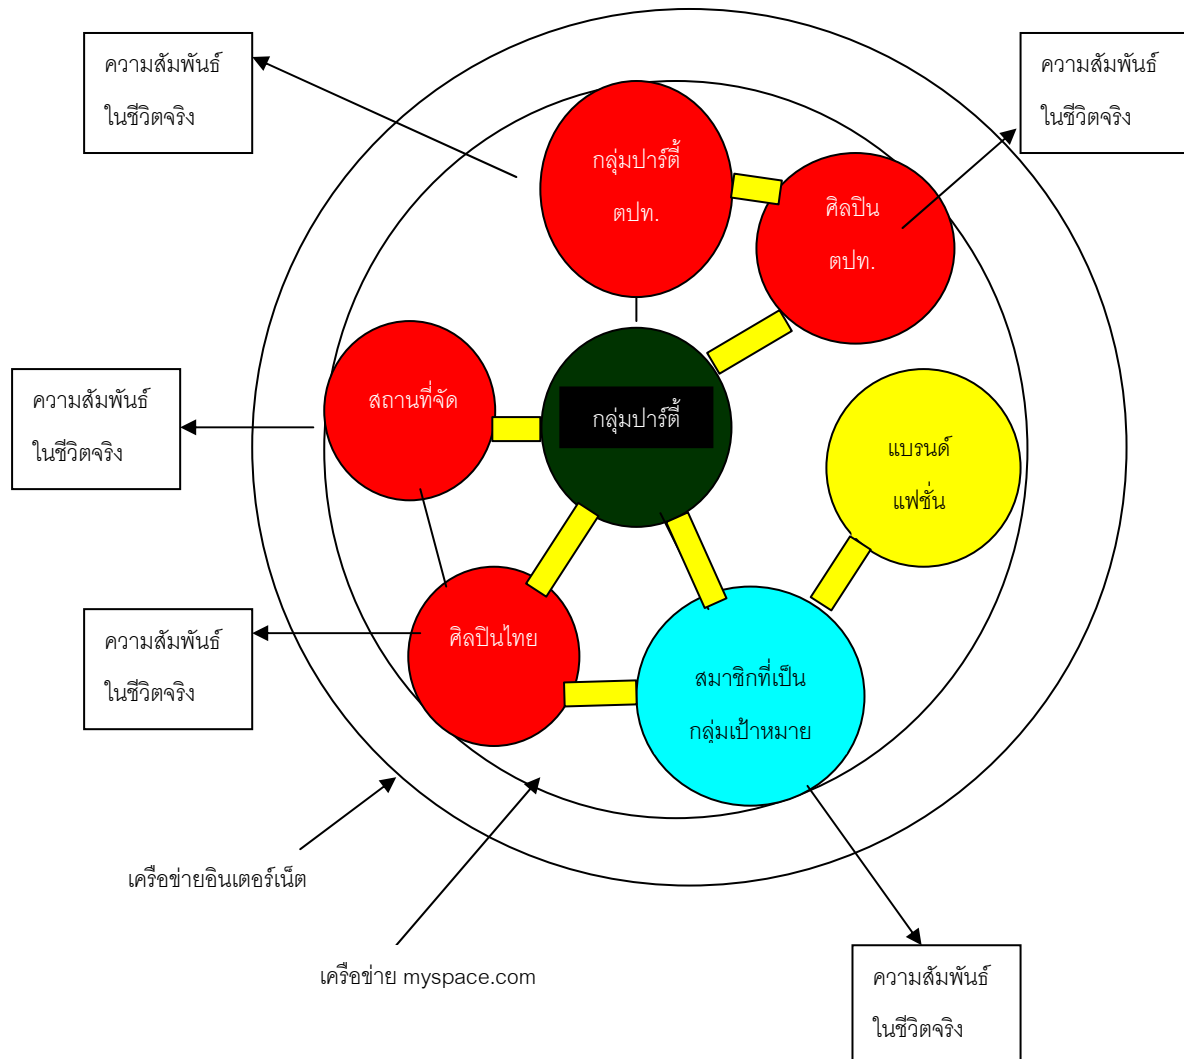 ความสัมพันธ์
ในชีวิตจริง
ความสัมพันธ์
ในชีวิตจริง
กลุ่มปาร์ตี้
ตปท.
ศิลปิน
ตปท.
ความสัมพันธ์
ในชีวิตจริง
สถานที่จัด
กลุ่มปาร์ตี้
แบรนด์
แฟชั่น
ความสัมพันธ์
ในชีวิตจริง
ศิลปินไทย
สมาชิกที่เป็น
กลุ่มเป้าหมาย
เครือข่ายอินเตอร์เน็ต
เครือข่าย myspace.com
ความสัมพันธ์
ในชีวิตจริง